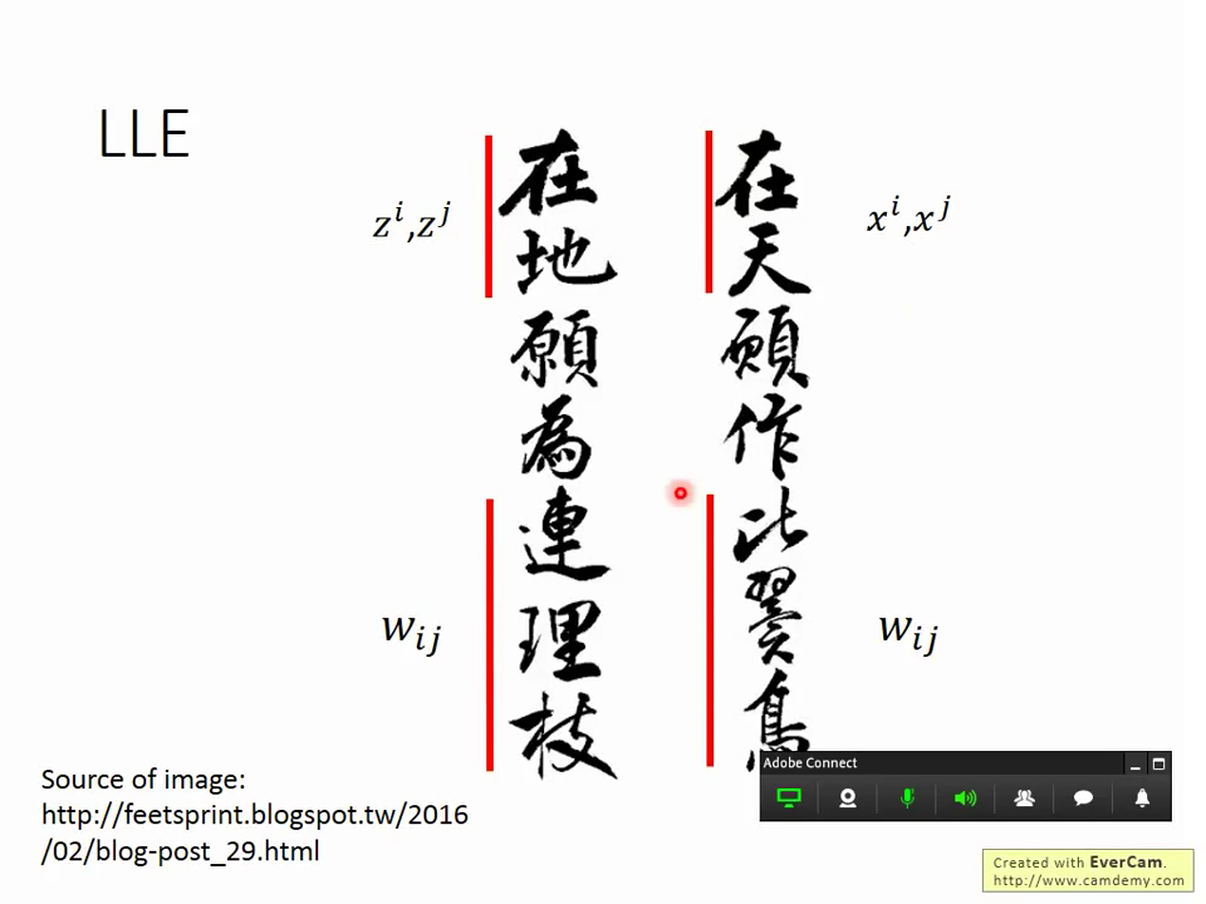 LLE
在天願作比翼鳥
在地願為連理枝
z^i,z^j
x^i,x^j
w_{ij}
w_{ij}
Source of image:
http://feetsprint.blogspot.tw/2016
/02/blog-post_29.html
Adobe Connect
Created with EverCam.
http://www.camdemy.com